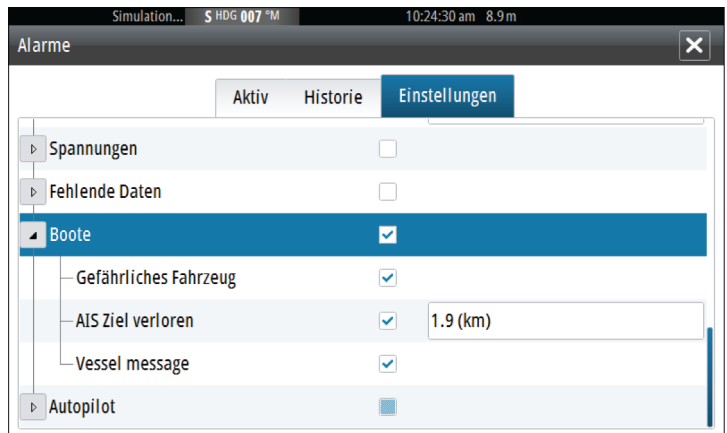 Simulation... S HDG 007 °M 10:24:30 am 8.9 m
Alarme
Aktiv Historie Einstellungen
Spannungen
Fehlende Daten
Boote
Gefährliches Fahrzeug
AIS Ziel verloren 1.9 (km)
Vessel message
Autopilot